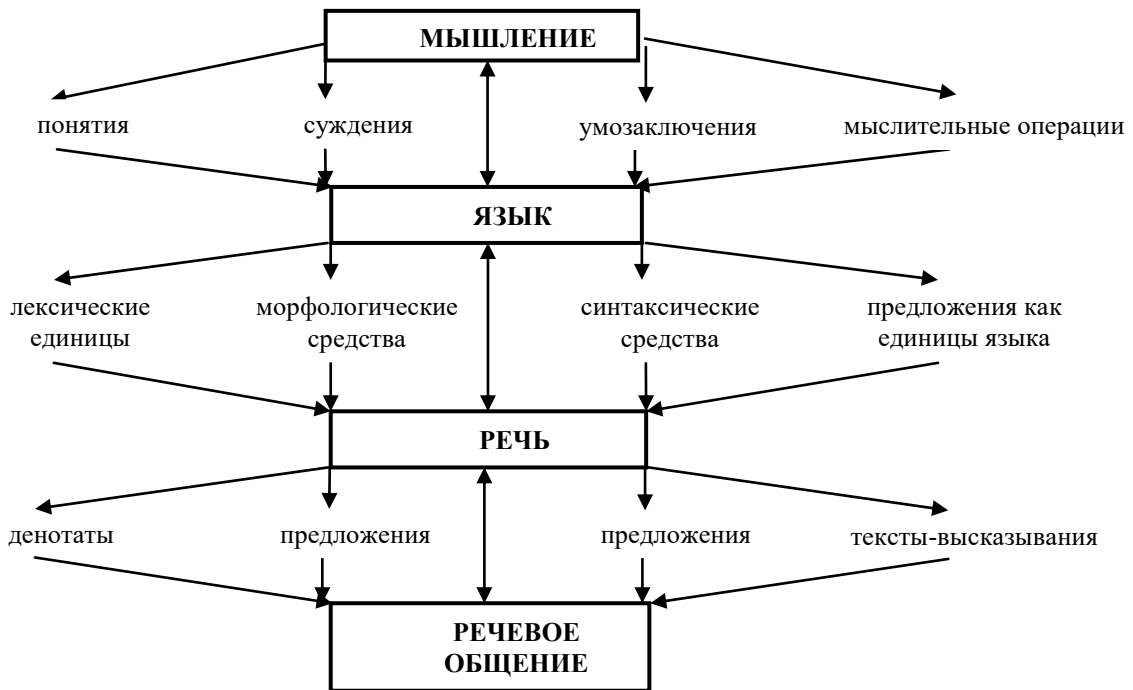 МЫШЛЕНИЕ
понятия суждения умозаключения мыслительные операции
ЯЗЫК
лексические единицы морфологические средства синтаксические средства предложения как единицы языка
РЕЧЬ
денотаты предложения предложения тексты-высказывания
РЕЧЕВОЕ
ОБЩЕНИЕ